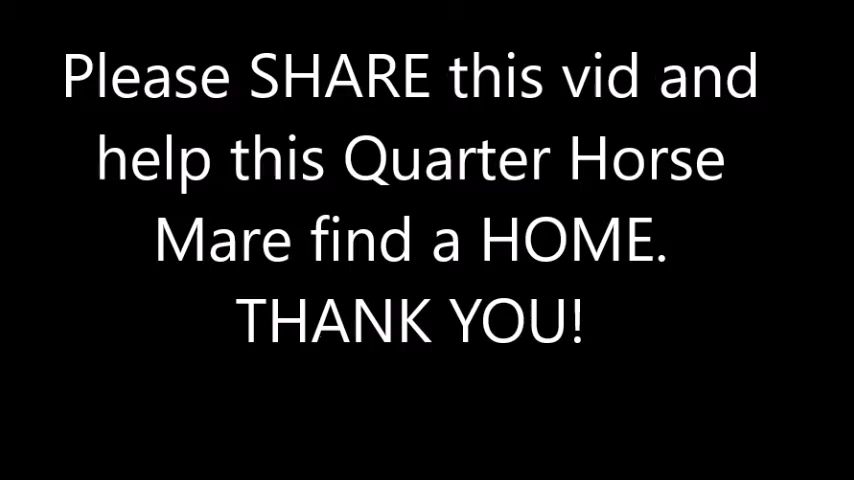 Please SHARE this vid and
help this Quarter Horse
Mare find a HOME.
THANK YOU!